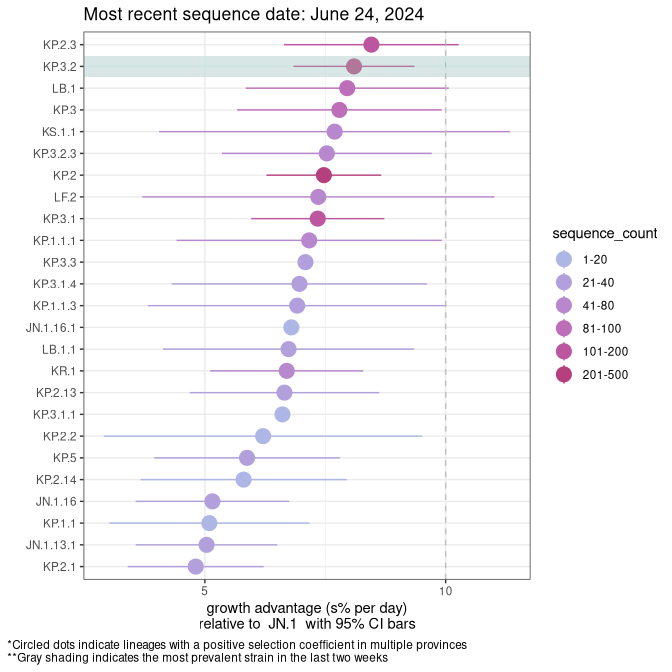 Most recent sequence date: June 24, 2024
KP.2.3
KP.3.2
LB.1
KP.3
KS.1.1
KP.3.2.3
KP.2
LF.2
KP.3.1
KP.1.1.1
KP.3.3
KP.3.1.4
KP.1.1.3
JN.1.16.1
LB.1.1
KR.1
KP.2.13
KP.3.1.1
KP.2.2
KP.5
KP.2.14
JN.1.16
KP.1.1
JN.1.13.1
KP.2.1
5 10
growth advantage (s% per day)
relative to JN.1 with 95% CI bars
sequence_count
1-20
21-40
41-80
81-100
101-200
201-500
*Circled dots indicate lineages with a positive selection coefficient in multiple provinces
**Gray shading indicates the most prevalent strain in the last two weeks